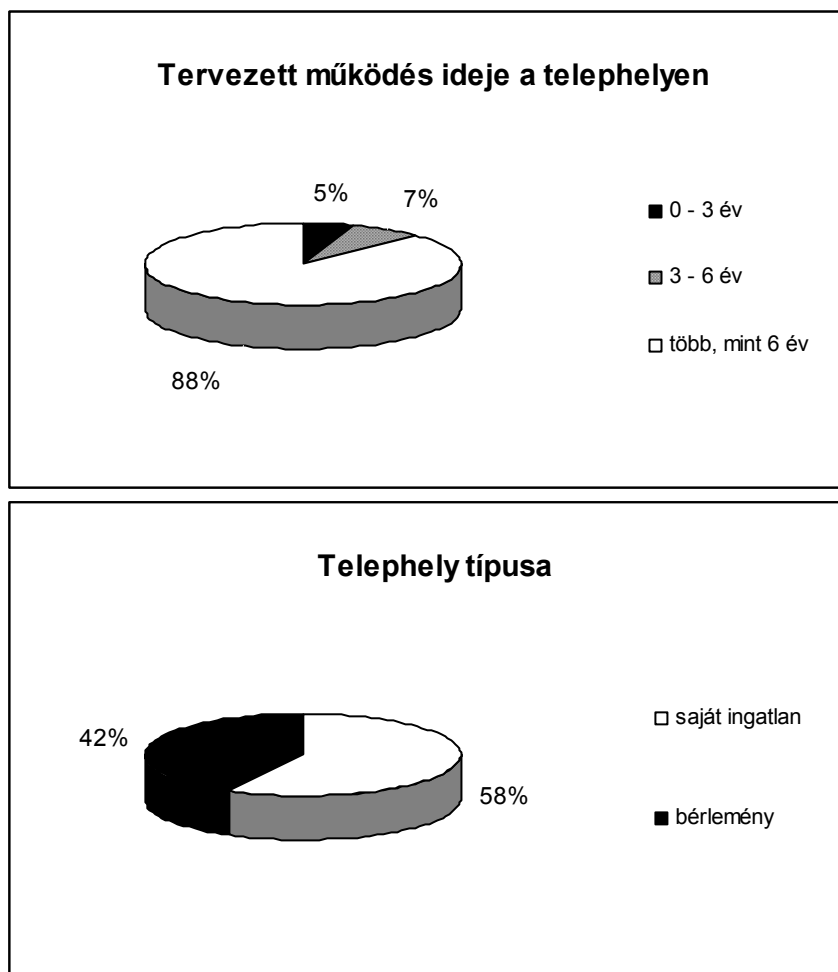 Tervezett működés ideje a telephelyen
5%
7%
88%
0 - 3 év
3 - 6 év
több, mint 6 év
Telephely típusa
42%
58%
saját ingatlan
bérlemény